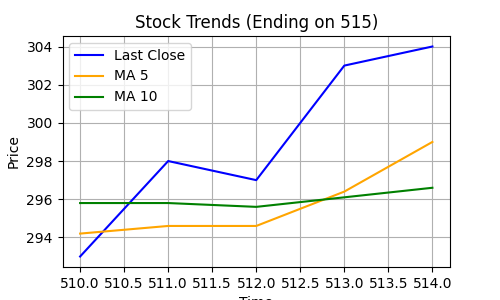 Stock Trends (Ending on 515)
304
302
300
298
296
294
Price
Last Close
MA 5
MA 10
510.0 510.5 511.0 511.5 512.0 512.5 513.0 513.5 514.0
Time